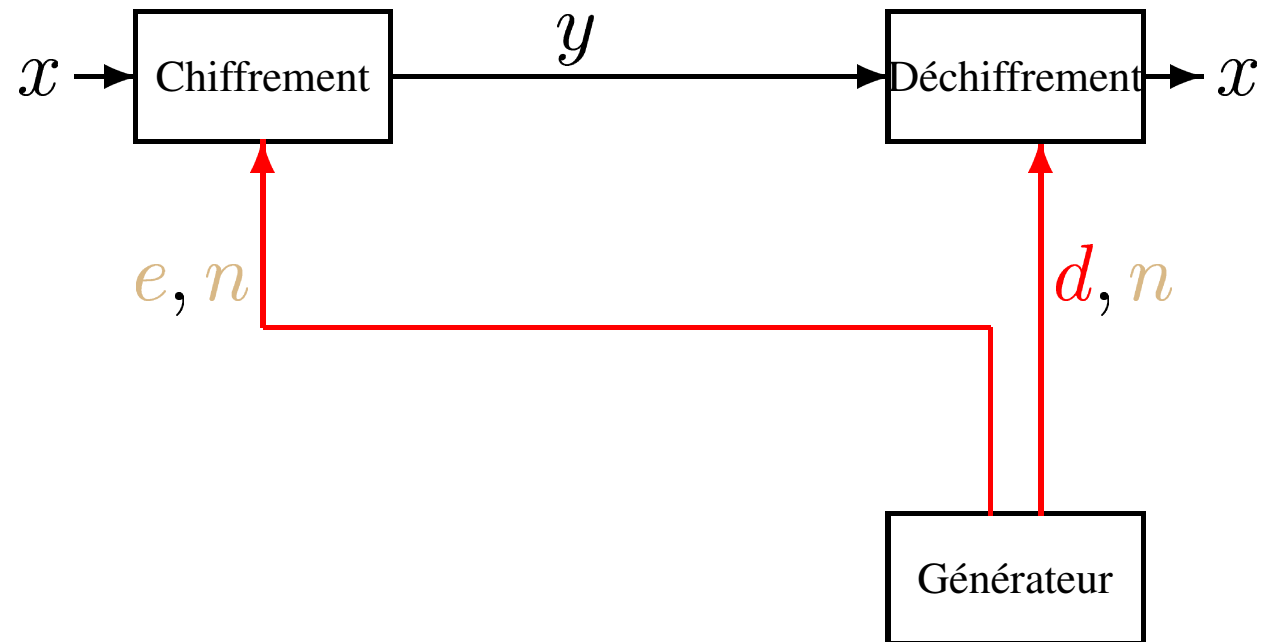 y
x Chiffrement Déchiffrement x
e, n d, n
Générateur